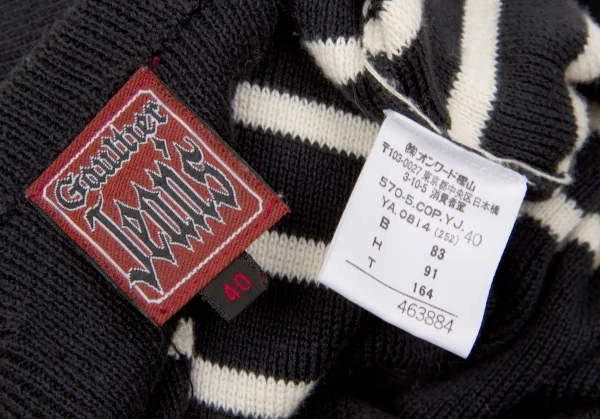 Gaultier
Jean's
40
㈱オンワード樫山
〒103-0027 東京都中央区日本橋
3-10-5 消費者室
570-5.COP.YJ. 40
YA.0814 (252)
B 83
H 91
T 164
463884